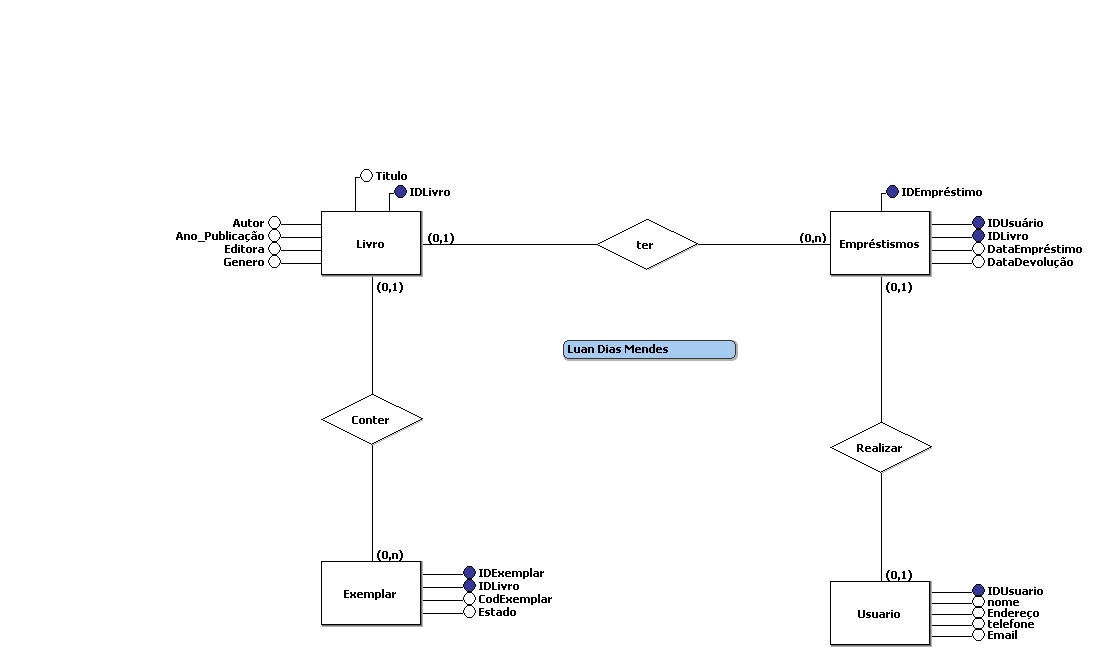 Titulo
IDLivro
Autor
Ano_Publicação
Editora
Genero
Livro
(0,1)
ter
(0,n)
IDEmpréstimo
Empréstismos
IDUsuário
IDLivro
DataEmpréstimo
DataDevolução
(0,1)
(0,1)
Luan Dias Mendes
Conter
Realizar
(0,n)
Exemplar
IDExemplar
IDLivro
CodExemplar
Estado
(0,1)
Usuario
IDUsuario
nome
Endereço
telefone
Email